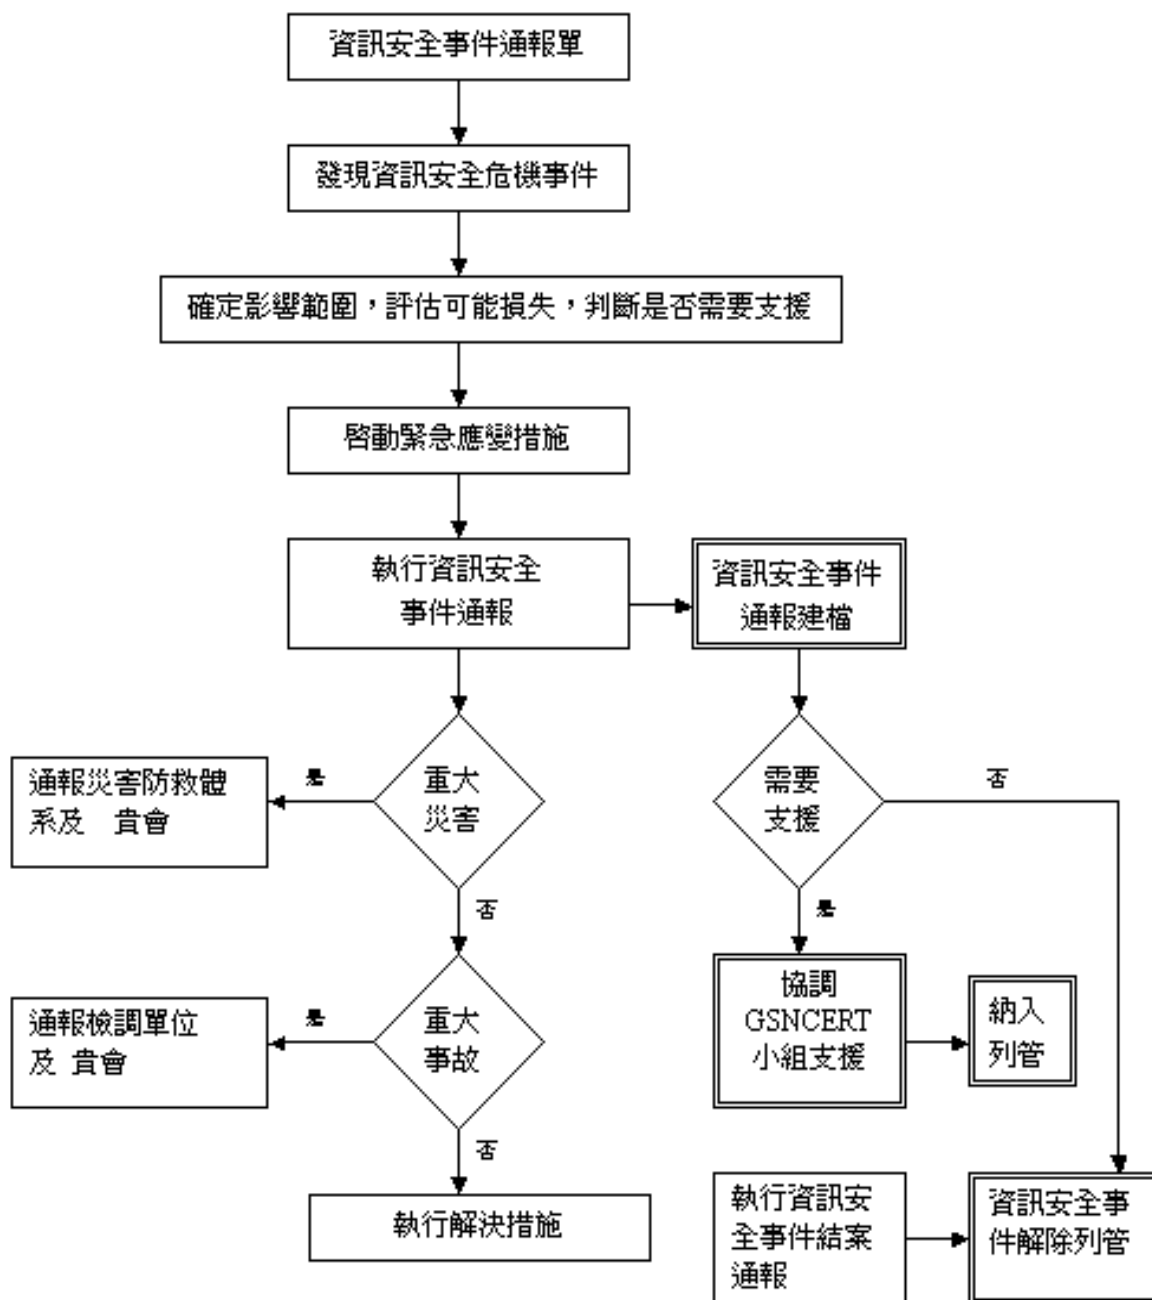 資訊安全事件通報單
發現資訊安全危機事件
確定影響範圍，評估可能損失，判斷是否需要支援
啓動緊急應變措施
執行資訊安全
事件通報
資訊安全事件
通報建檔
重大
災害
是
通報災害防救體
系及 貴會
否
需要
支援
否
是
重大
事故
是
通報檢調單位
及 貴會
否
執行解決措施
協調
GSNCERT
小組支援
納入
列管
執行資訊安
全事件結案
通報
資訊安全事
件解除列管